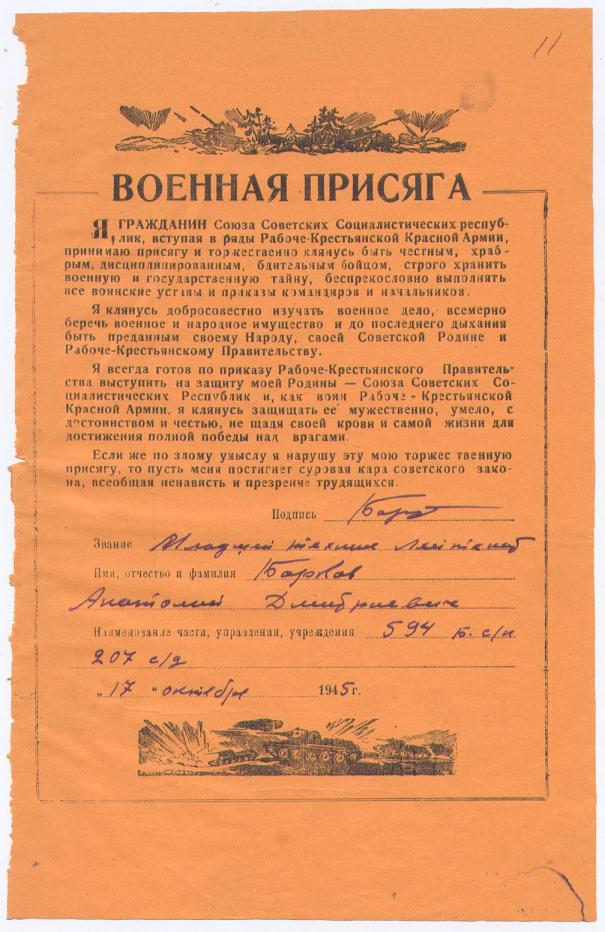 11
ВОЕННАЯ ПРИСЯГА
Я, ГРАЖДАНИН Союза Советских Социалистических респуб-
лик, вступая в ряды Рабоче-Крестьянской Красной Армии,
принимаю присягу и торжественно клянусь быть честным, храб-
рым, дисциплинированным, бдительным бойцом, строго хранить
военную и государственную тайну, беспрекословно выполнять
все воинские уставы и приказы командиров и начальников.
Я клянусь добросовестно изучать военное дело, всемерно
беречь военное и народное имущество и до последнего дыхания
быть преданным своему Народу, своей Советской Родине и
Рабоче-Крестьянскому Правительству.
Я всегда готов по приказу Рабоче-Крестьянского Правитель-
ства выступить на защиту моей Родины — Союза Советских Со-
циалистических Республик и, как воин Рабоче-Крестьянской
Красной Армии, я клянусь защищать ее мужественно, умело, с
достоинством и честью, не щадя своей крови и самой жизни для
достижения полной победы над врагами.
Если же по злому умыслу я нарушу эту мою торжественную
присягу, то пусть меня постигнет суровая кара советского зако-
на, всеобщая ненависть и презрение трудящихся.
Подпись
Звание Младший техник лейтенант
Имя, отчество и фамилия Барков
Анатолий Дмитриевич
Наименование части, управления, учреждения 594 б. с/п
207 с/д
„17" октября 1945 г.